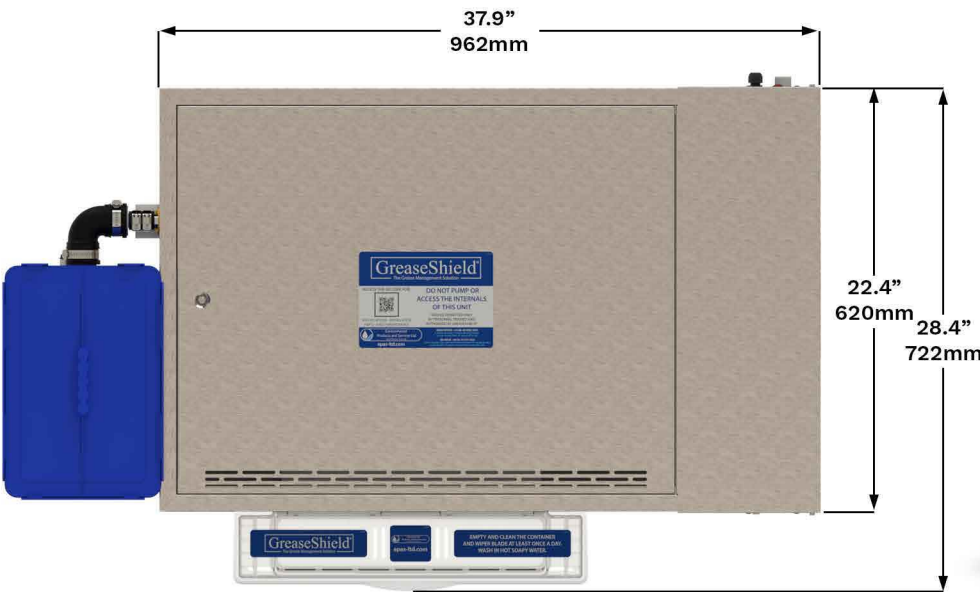 37.9"
962mm
GreaseShield®
The Grease Management Solution
DO NOT PUMP OR
ACCESS THE INTERNALS
OF THIS UNIT
epas-ltd.com
22.4"
620mm
28.4"
722mm
GreaseShield®
The Grease Management Solution
epas-ltd.com
EMPTY AND CLEAN THE CONTAINER
AND WIPER BLADE AT LEAST ONCE A DAY.
WASH IN HOT SOAPY WATER.